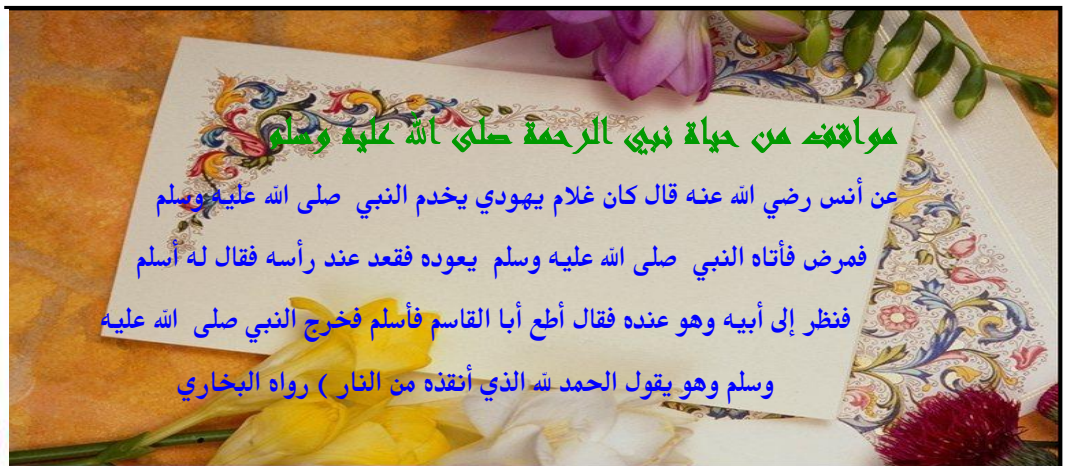 مواقف من حياة نبي الرحمة صلى الله عليه وسلم
عن أنس رضي الله عنه قال كان غلام يهودي يخدم النبي صلى الله عليه وسلم
فمرض فأتاه النبي صلى الله عليه وسلم يعوده فقعد عند رأسه فقال له أسلم
فنظر إلى أبيه وهو عنده فقال أطع أبا القاسم فأسلم فخرج النبي صلى الله عليه
وسلم وهو يقول الحمد لله الذي أنقذه من النار ) رواه البخاري